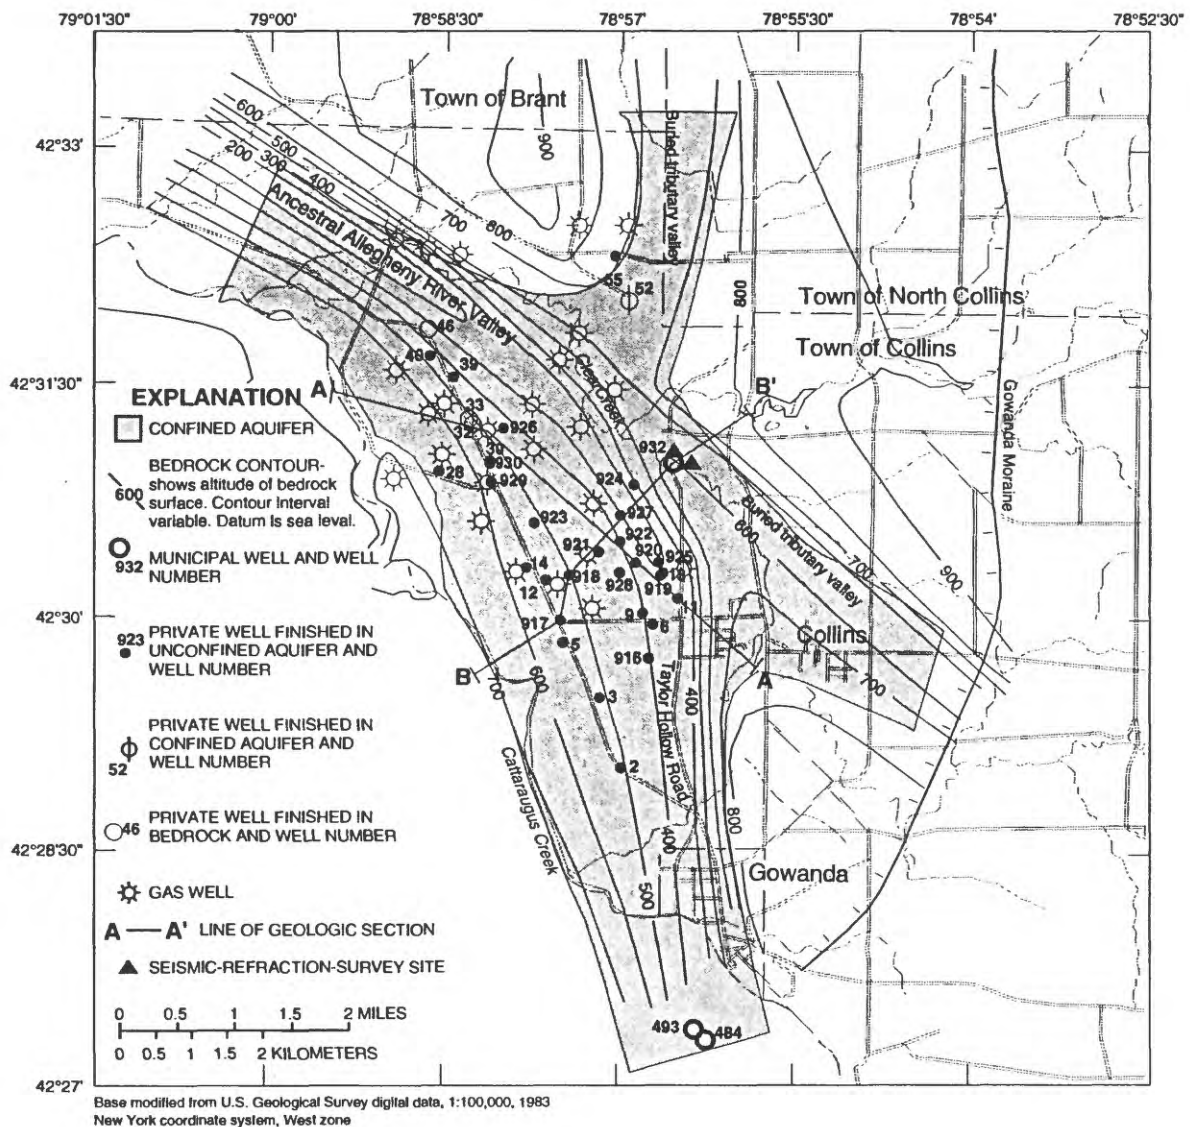 79°01'30"
79°00'
78°58'30"
78°57'
78°55'30"
78°54'
78°52'30"
42°33'
42°31'30"
42°30'
42°28'30"
42°27'
Town of Brant
900
600
500
400
300
200
800
700
Buried tributary valley
Ancestral Allegheny River Valley
55
52
800
Town of North Collins
Town of Collins
46
40
39
Clear Creek
A
B'
Gowanda Moraine
EXPLANATION
CONFINED AQUIFER
600
BEDROCK CONTOUR-
shows altitude of bedrock
surface. Contour interval
variable. Datum is sea level.
932
MUNICIPAL WELL AND WELL
NUMBER
923
PRIVATE WELL FINISHED IN
UNCONFINED AQUIFER AND
WELL NUMBER
52
PRIVATE WELL FINISHED IN
CONFINED AQUIFER AND
WELL NUMBER
46
PRIVATE WELL FINISHED IN
BEDROCK AND WELL NUMBER
GAS WELL
A A' LINE OF GEOLOGIC SECTION
SEISMIC-REFRACTION-SURVEY SITE
0 0.5 1 1.5 2 MILES
0 0.5 1 1.5 2 KILOMETERS
33
32
926
30
930
28
929
932
924
927
923
922
921
920
925
14
918
928
919
18
12
1
917
9
6
5
916
3
2
Buried tributary valley
600
700
900
Collins
700
B
700
600
A
400
Taylor Hollow Road
Cattaraugus Creek
400
800
500
Gowanda
493
484
Base modified from U.S. Geological Survey digital data, 1:100,000, 1983
New York coordinate system, West zone